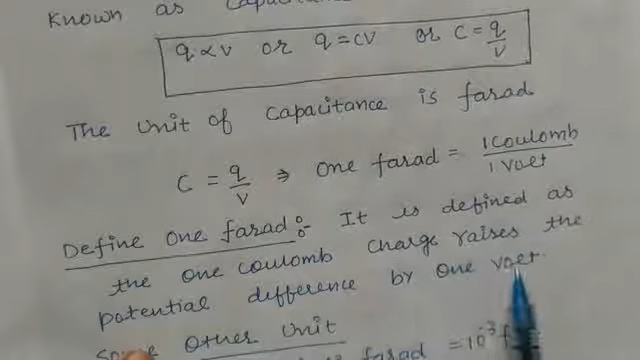 Known as Capacitance
q ∝ v or q = cv or C = q/v
The unit of Capacitance is farad
C = q/v ⇒ one farad = 1 Coulomb / 1 Volt
Define one farad :- It is defined as
the one coulomb charge raises the
potential difference by one volt.
Other Unit
farad = 10⁻³ f